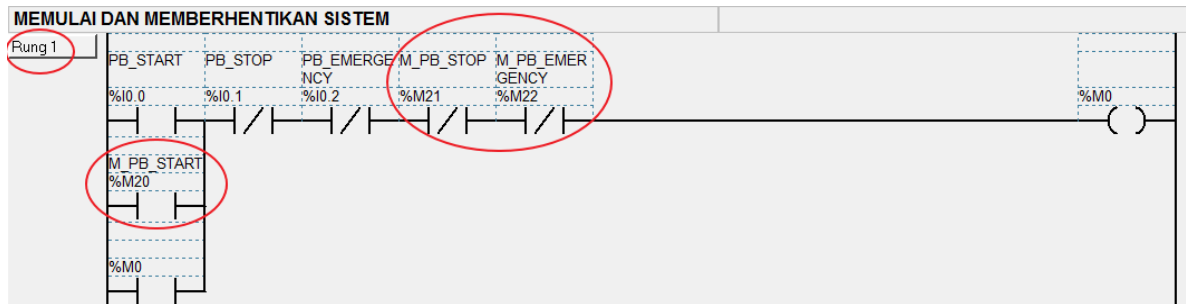 MEMULAI DAN MEMBERHENTIKAN SISTEM
Rung 1
PB_START PB_STOP PB_EMERGE M_PB_STOP M_PB_EMER
NCY GENCY
%I0.0 %I0.1 %I0.2 %M21 %M22 %M0
M_PB_START
%M20
%M0